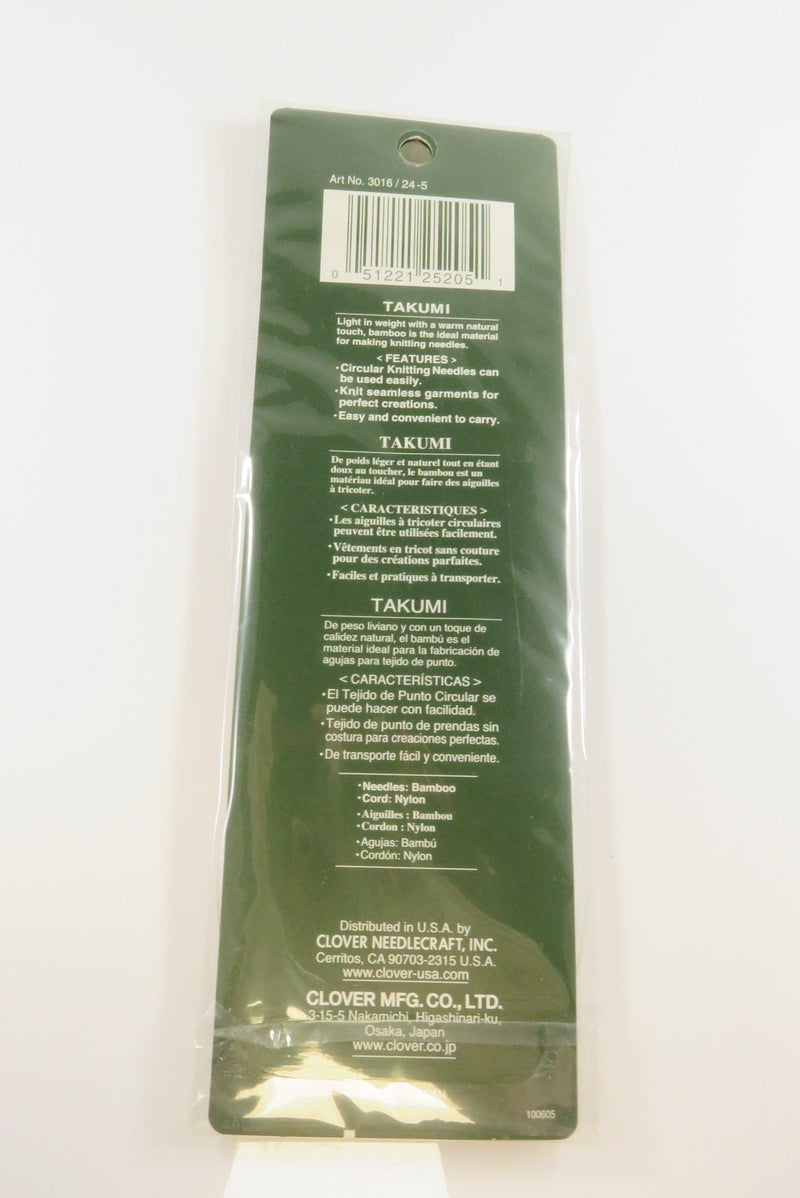 Art No. 3016 / 24-5
0 51221 25205 1
TAKUMI
Light in weight with a warm natural
touch, bamboo is the ideal material
for making knitting needles.
< FEATURES >
·Circular Knitting Needles can
be used easily.
·Knit seamless garments for
perfect creations.
·Easy and convenient to carry.
TAKUMI
De poids léger et naturel tout en étant
doux au toucher, le bambou est un
matériau idéal pour faire des aiguilles
à tricoter.
< CARACTERISTIQUES >
·Les aiguilles à tricoter circulaires
peuvent être utilisées facilement.
·Vêtements en tricot sans couture
pour des créations parfaites.
·Faciles et pratiques à transporter.
TAKUMI
De peso liviano y con un toque de
calidez natural, el bambú es el
material ideal para la fabricación de
agujas para tejido de punto.
< CARACTERÍSTICAS >
·El Tejido de Punto Circular se
puede hacer con facilidad.
·Tejido de punto de prendas sin
costura para creaciones perfectas.
·De transporte fácil y conveniente.
·Needles: Bamboo
·Cord: Nylon
·Aiguilles : Bambou
·Cordon : Nylon
·Agujas: Bambú
·Cordón: Nylon
Distributed in U.S.A. by
CLOVER NEEDLECRAFT, INC.
Cerritos, CA 90703-2315 U.S.A.
www.clover-usa.com
CLOVER MFG. CO., LTD.
3-15-5 Nakamichi, Higashinari-ku,
Osaka, Japan
www.clover.co.jp
100605